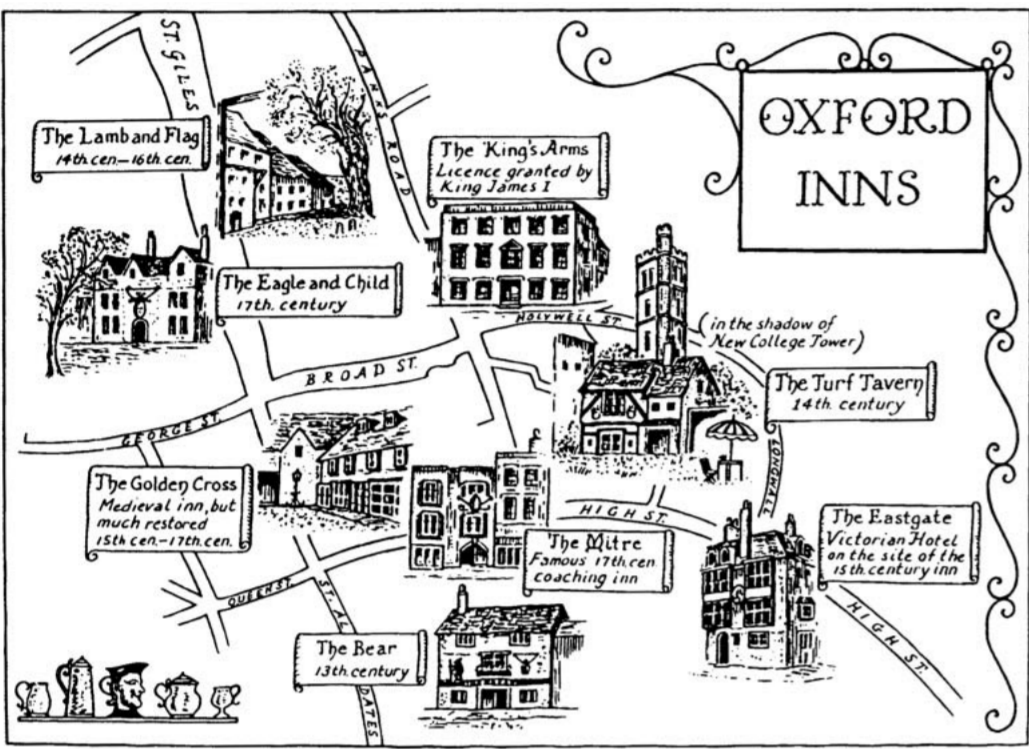 OXFORD
INNS
ST. GILES
PARKS ROAD
The Lamb and Flag
14th cen.–16th. cen.
The King's Arms
Licence granted by
King James I
The Eagle and Child
17th. century
HOLYWELL ST.
(in the shadow of
New College Tower)
BROAD ST.
The Turf Tavern
14th. century
GEORGE ST.
LONGWALL
The Golden Cross
Medieval inn, but
much restored
15th cen.–17th. cen.
HIGH ST.
The Mitre
Famous 17th. cen
coaching inn
The Eastgate
Victorian Hotel
on the site of the
15th. century inn
QUEEN ST.
ST. AL
DATES
HIGH ST.
The Bear
13th. century